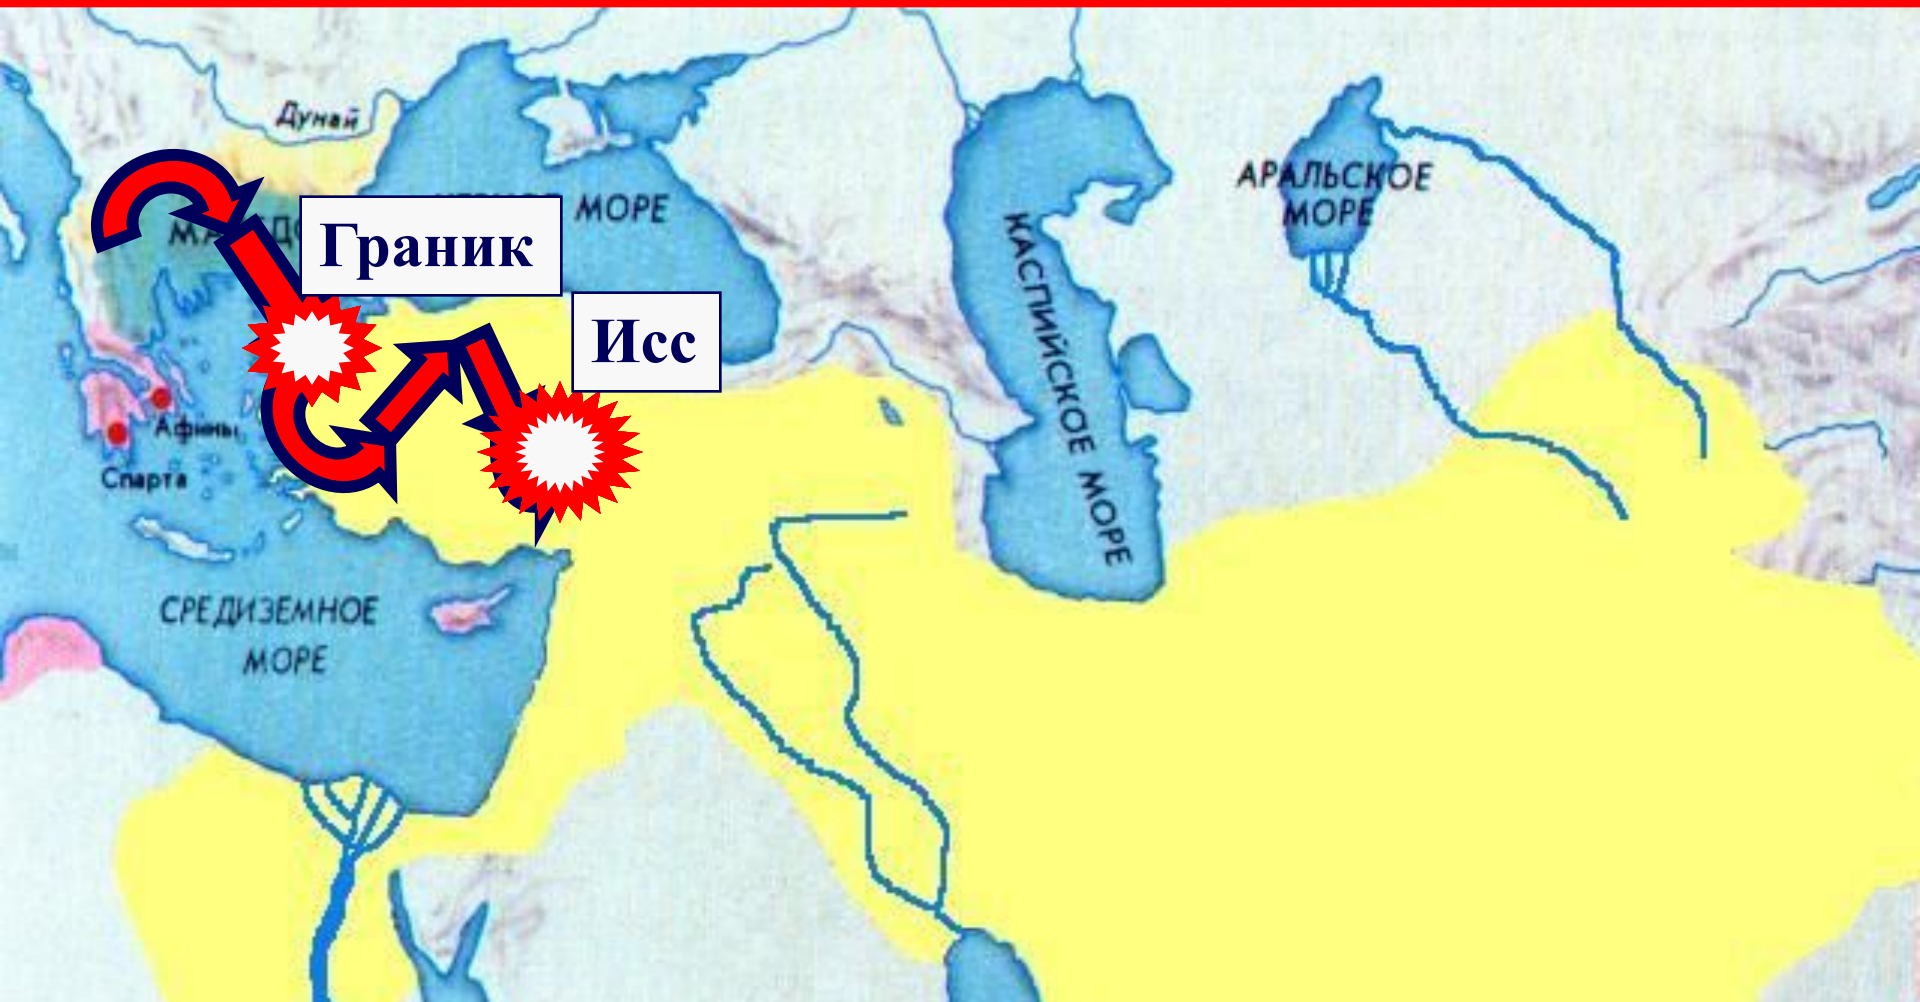 Дунай
МОРЕ
Граник
Исс
АРАЛЬСКОЕ
МОРЕ
КАСПИЙСКОЕ МОРЕ
Афины
Спарта
СРЕДИЗЕМНОЕ
МОРЕ